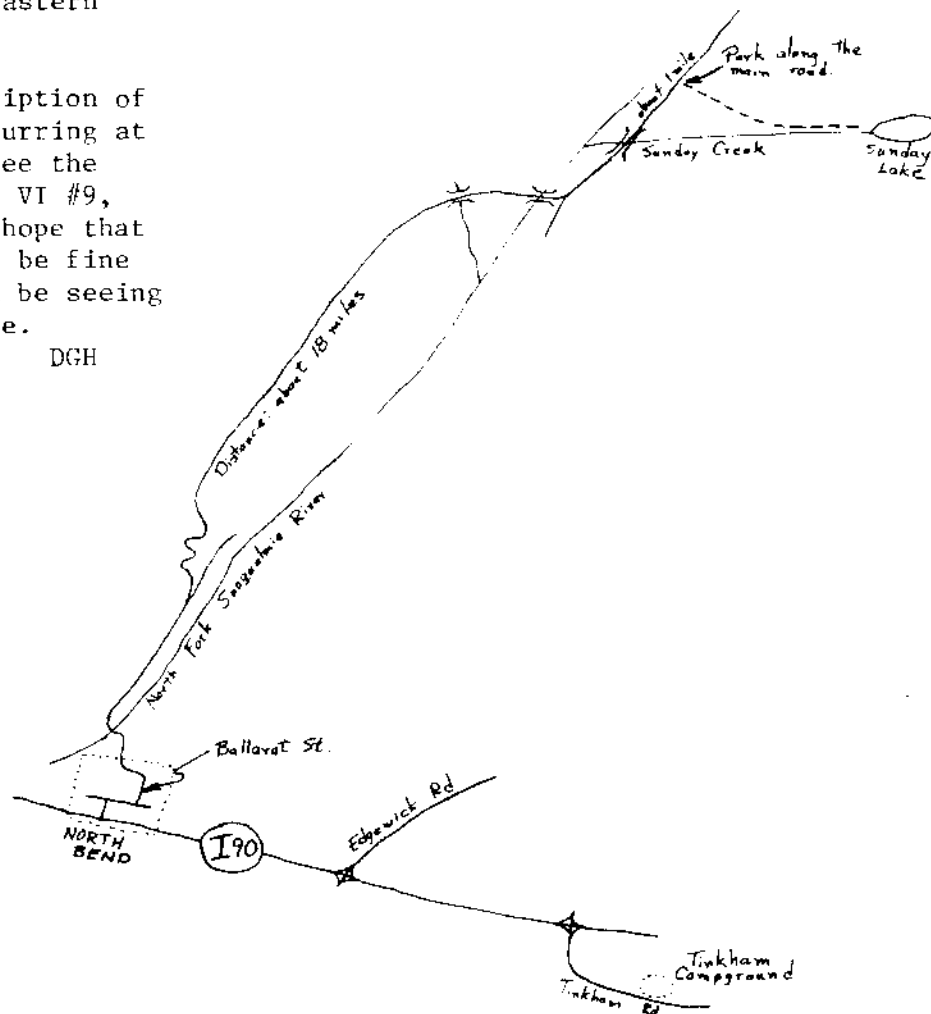 astern
iption of
urring at
ee the
VI #9,
hope that
be fine
be seeing
e.
DGH
about 1 mile
Park along the
main road.
Sunday Creek
Sunday
Lake
Distance: about 18 miles
North Fork Snoqualmie River
Ballarat St.
NORTH
BEND
I90
Edgewick Rd
Tinkham
Campground
Tinkham Rd